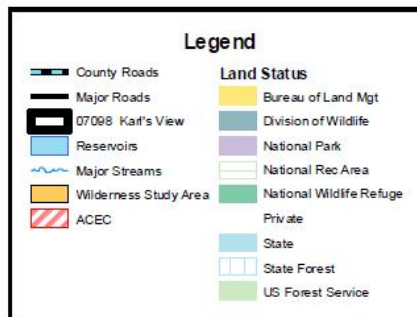 Legend
County Roads
Major Roads
07098 Karl's View
Reservoirs
Major Streams
Wilderness Study Area
ACEC
Land Status
Bureau of Land Mgt
Division of Wildlife
National Park
National Rec Area
National Wildlife Refuge
Private
State
State Forest
US Forest Service